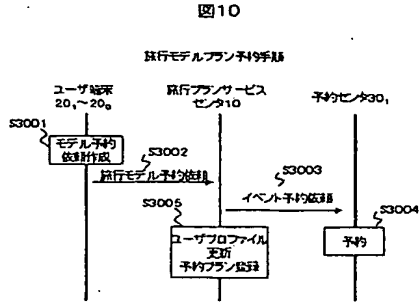 図10
旅行モデルプラン予約手順
ユーザ端末
20₁~20ₙ
旅行プランサービス
センタ10
予約センタ30₁
S3001
モデル予約
依頼作成
S3002
旅行モデル予約依頼
S3003
イベント予約依頼
S3004
予約
S3005
ユーザプロファイル
更新
予約プラン登録